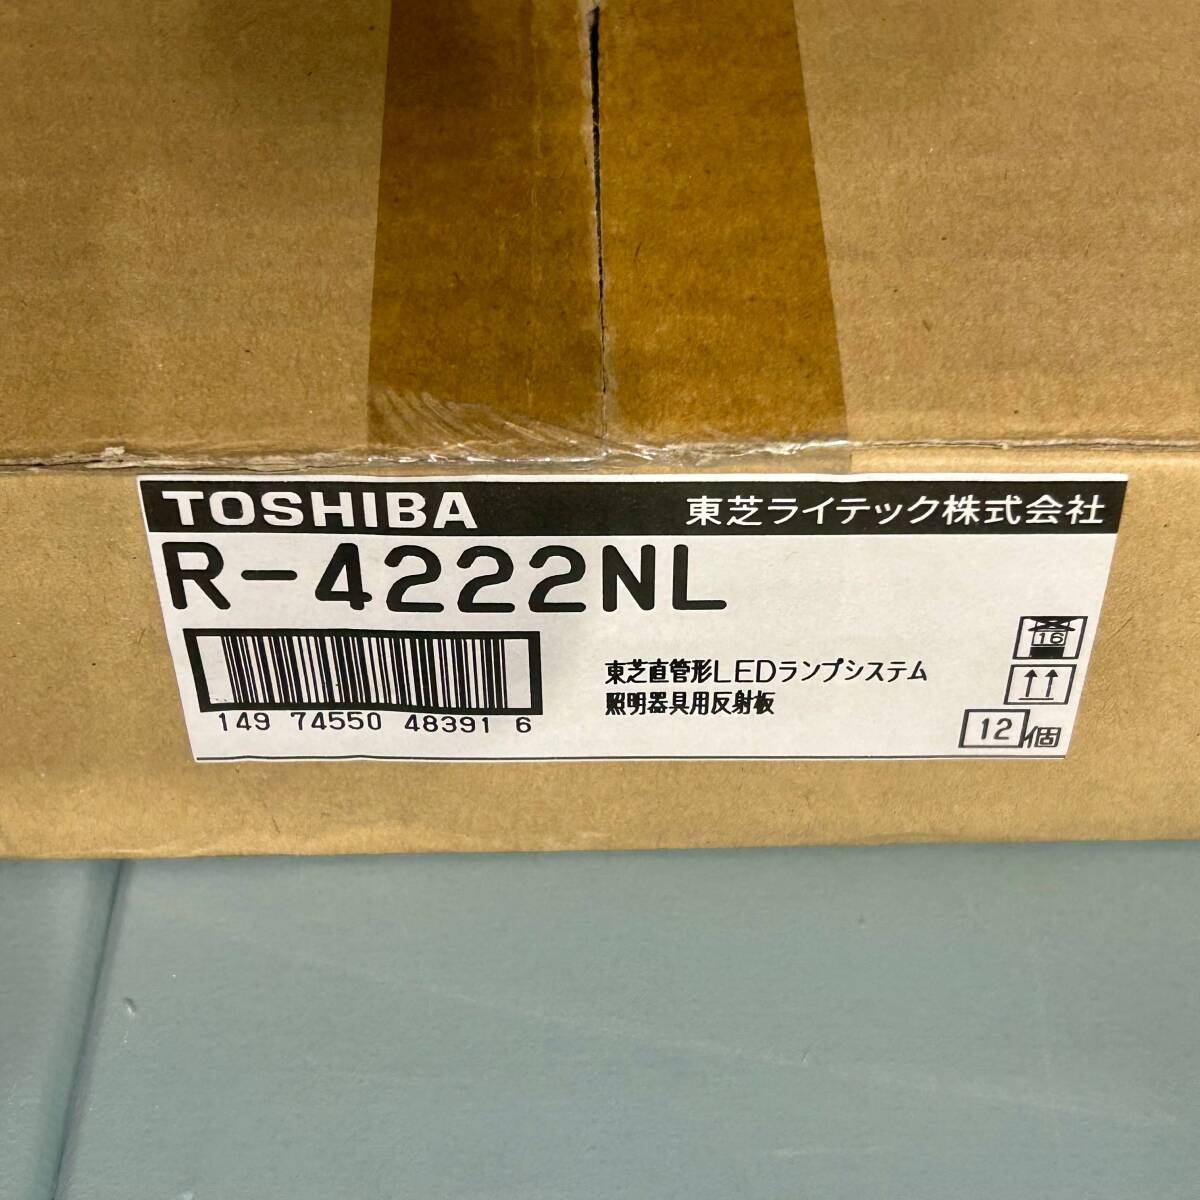 TOSHIBA 東芝ライテック株式会社
R-4222NL
16
東芝直管形LEDランプシステム
照明器具用反射板
149 74550 48391 6
12個